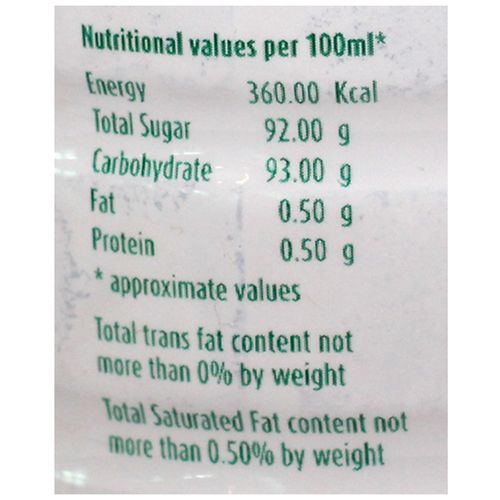 Nutritional values per 100ml*
Energy 360.00 Kcal
Total Sugar 92.00 g
Carbohydrate 93.00 g
Fat 0.50 g
Protein 0.50 g
* approximate values
Total trans fat content not
more than 0% by weight
Total Saturated Fat content not
more than 0.50% by weight